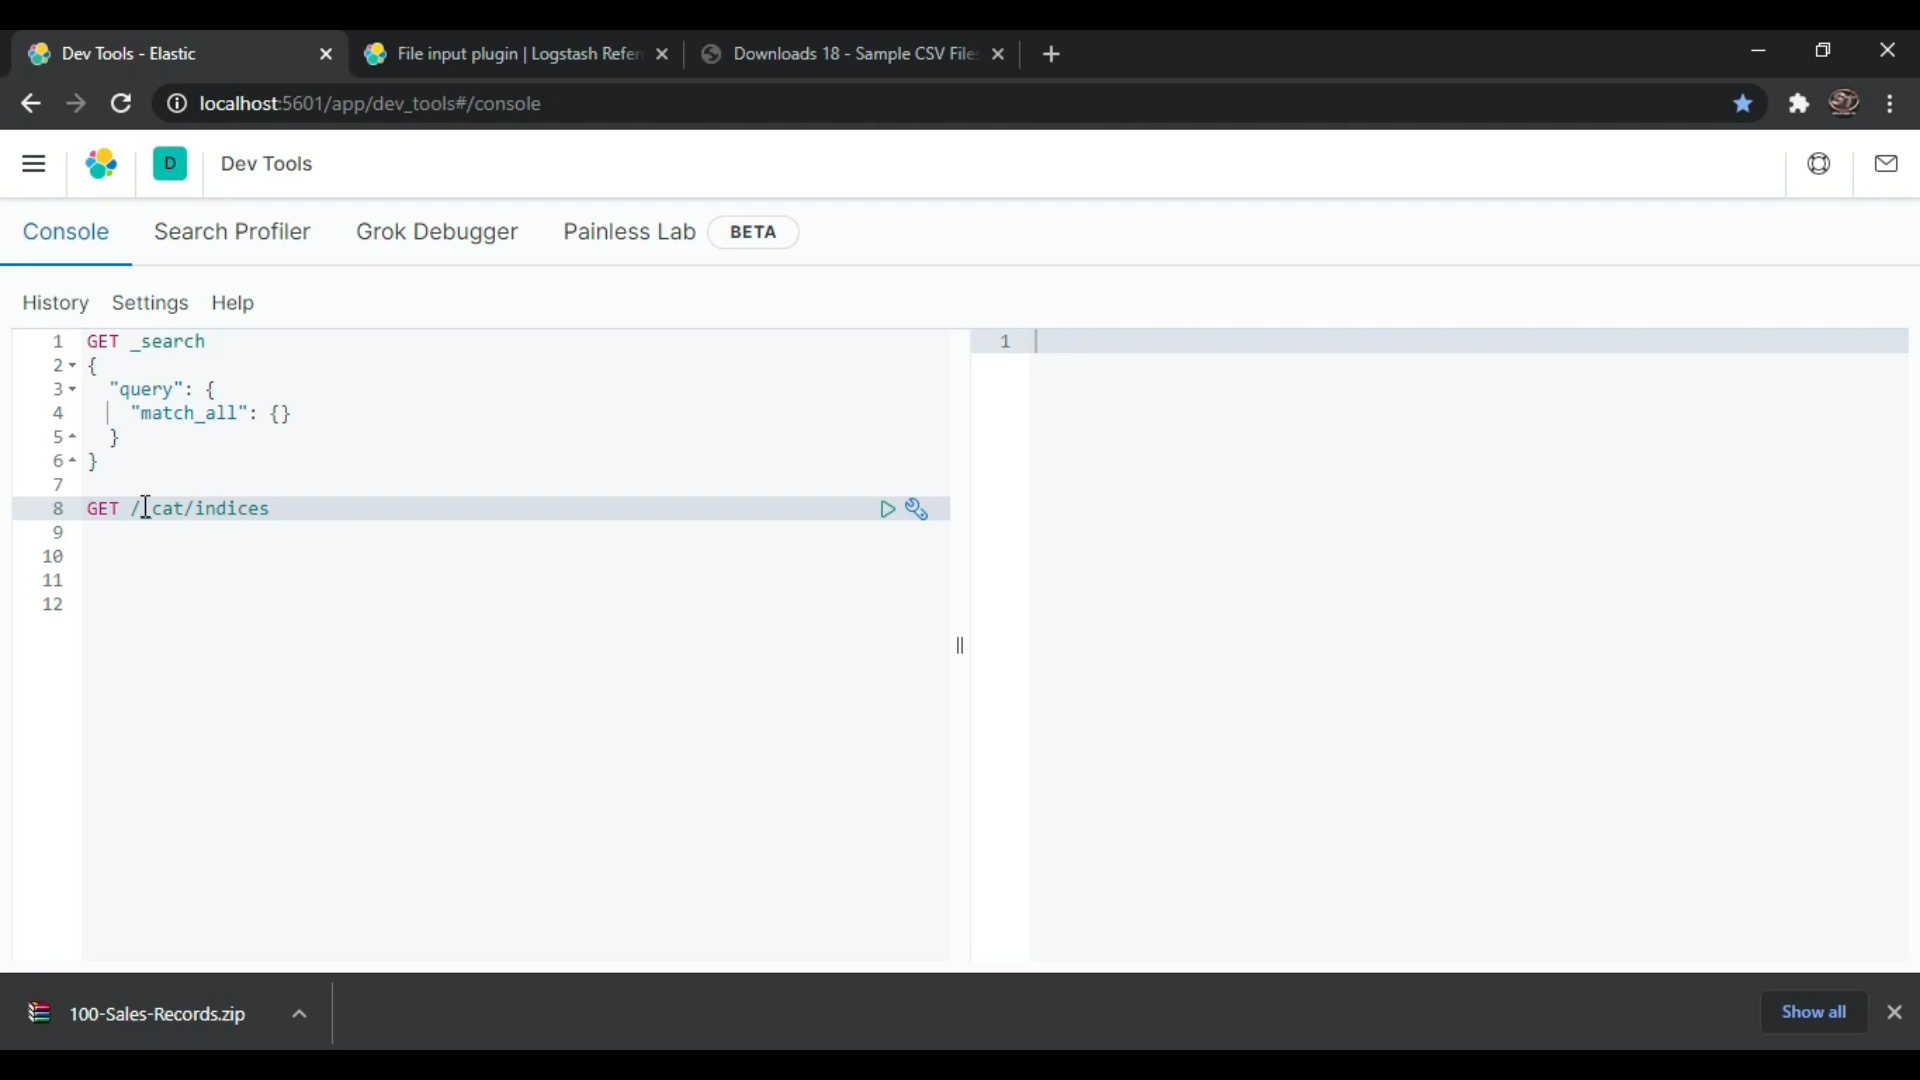 Dev Tools - Elastic
File input plugin | Logstash Refer
Downloads 18 - Sample CSV File
localhost:5601/app/dev_tools#/console
D
Dev Tools
Console
Search Profiler
Grok Debugger
Painless Lab
BETA
History
Settings
Help
1 GET _search
2 {
3 "query": {
4 "match_all": {}
5 }
6 }
7
8 GET /_cat/indices
9
10
11
12
1
100-Sales-Records.zip
Show all